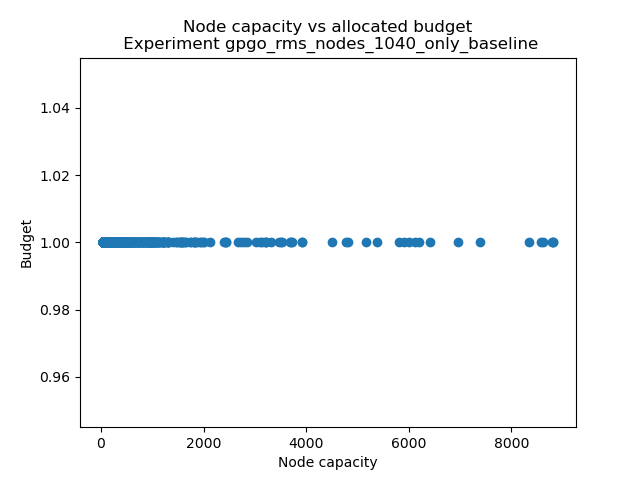 Node capacity vs allocated budget
Experiment gpgo_rms_nodes_1040_only_baseline
1.04
1.02
1.00
0.98
0.96
Budget
0
2000
4000
6000
8000
Node capacity